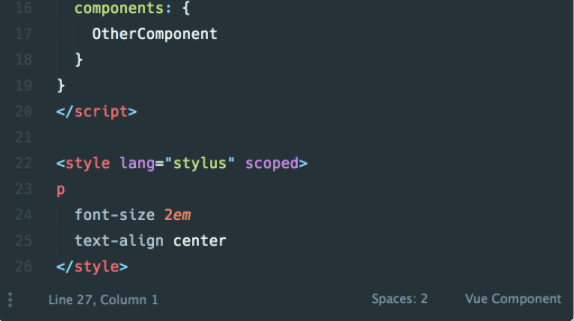 16 components: {
17 OtherComponent
18 }
19 }
20 </script>
21
22 <style lang="stylus" scoped>
23 p
24 font-size 2em
25 text-align center
26 </style>
Line 27, Column 1 Spaces: 2 Vue Component